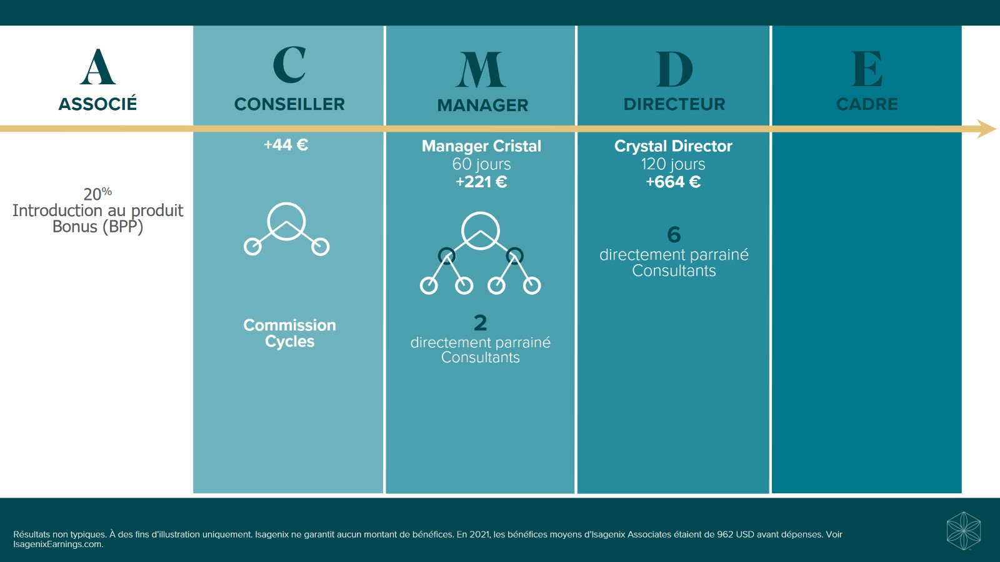 A
ASSOCIÉ
20%
Introduction au produit
Bonus (BPP)
C
CONSEILLER
+44 €
Commission
Cycles
M
MANAGER
Manager Cristal
60 jours
+221 €
2
directement parrainé
Consultants
D
DIRECTEUR
Crystal Director
120 jours
+664 €
6
directement parrainé
Consultants
E
CADRE
Résultats non typiques. À des fins d’illustration uniquement. Isagenix ne garantit aucun montant de bénéfices. En 2021, les bénéfices moyens d’Isagenix Associates étaient de 962 USD avant dépenses. Voir
IsagenixEarnings.com.